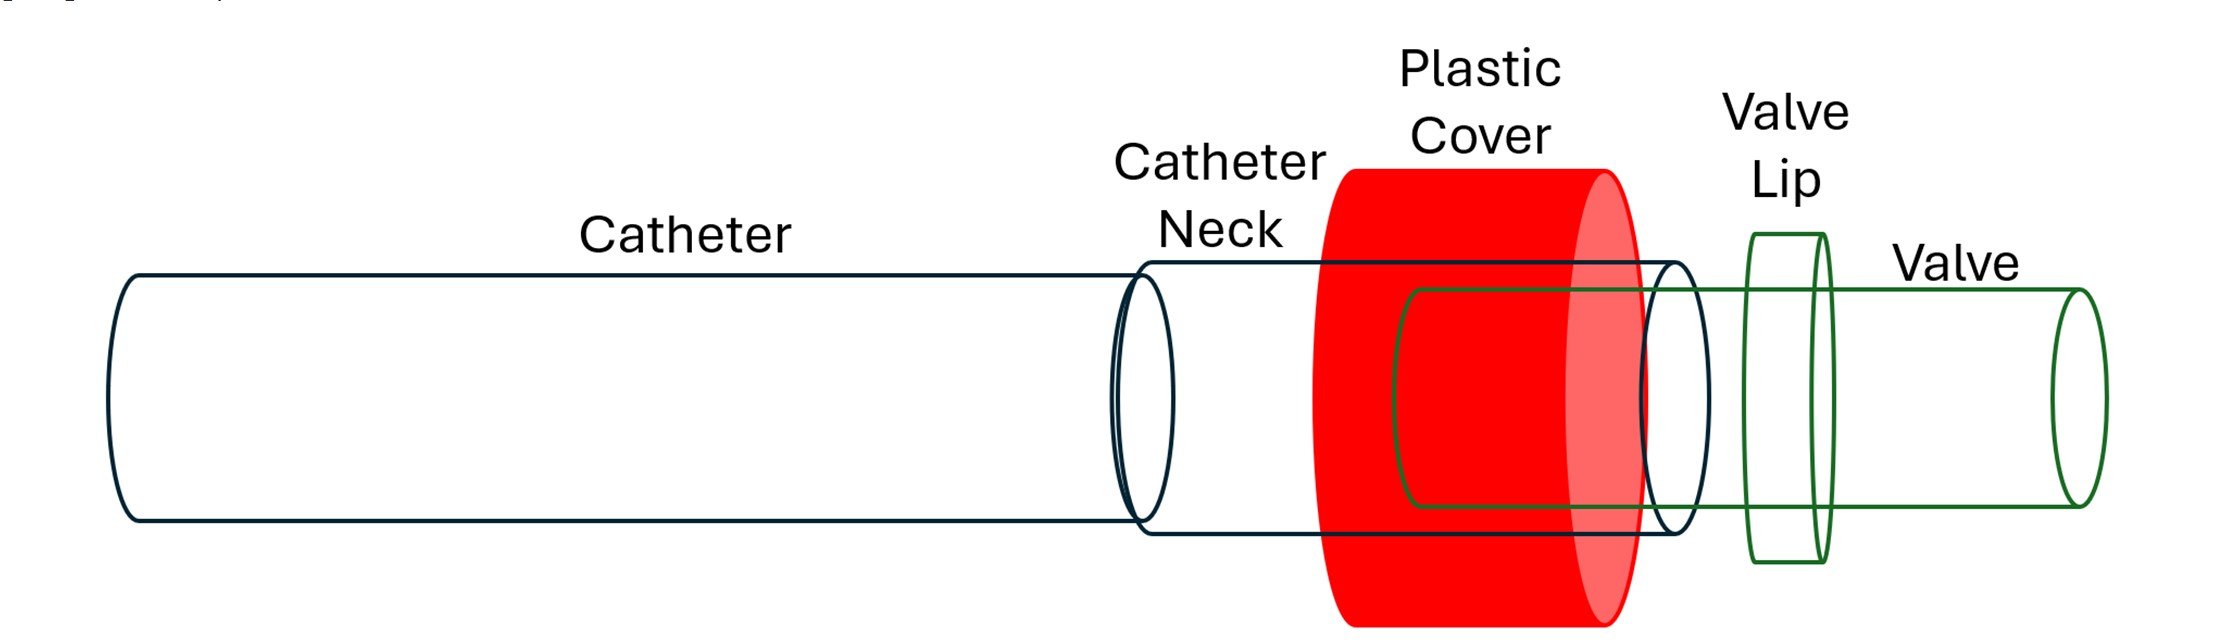 Catheter
Catheter
Neck
Plastic
Cover
Valve
Lip
Valve